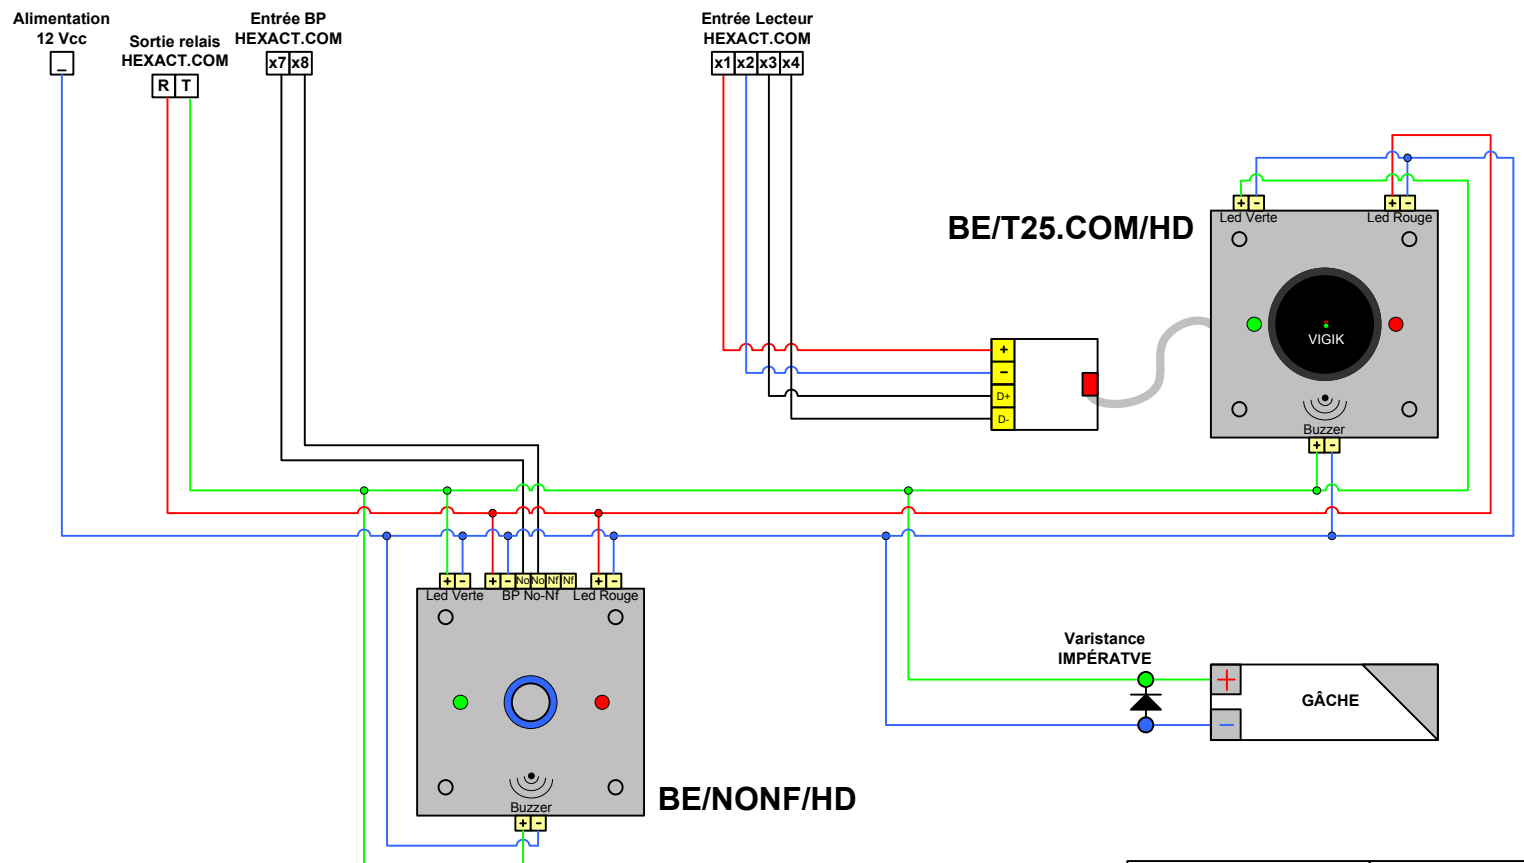 Alimentation
12 Vcc
_
Sortie relais
HEXACT.COM
R T
Entrée BP
HEXACT.COM
x7 x8
Entrée Lecteur
HEXACT.COM
x1 x2 x3 x4
BE/T25.COM/HD
+ - + -
Led Verte Led Rouge
VIGIK
Buzzer
+ -
+
-
D+
D-
+ - + - No No Nf Nf + -
Led Verte BP No-Nf Led Rouge
Buzzer
+ -
BE/NONF/HD
Varistance
IMPÉRATVE
+
GÂCHE
-